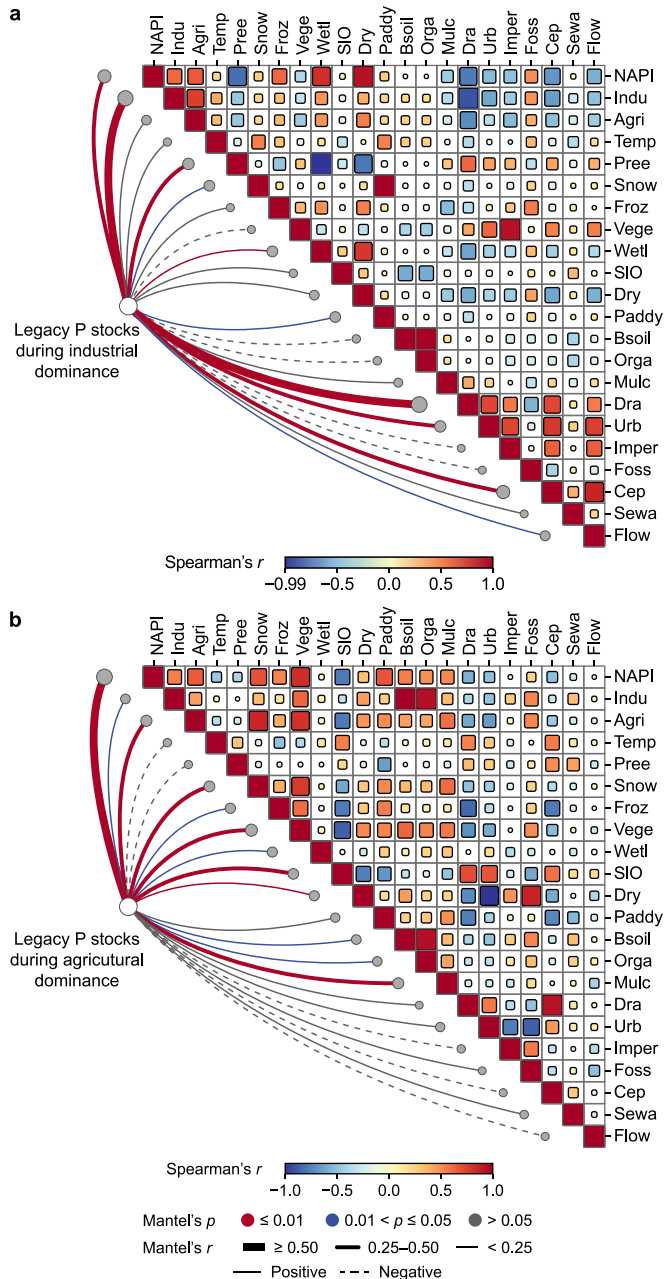 a
NAPI Indu Agri Temp Pree Snow Froz Vege Wetl SIO Dry Paddy Bsoil Orga Mulc Dra Urb Imper Foss Cep Sewa Flow
NAPI
Indu
Agri
Temp
Pree
Snow
Froz
Vege
Wetl
SIO
Dry
Paddy
Bsoil
Orga
Mulc
Dra
Urb
Imper
Foss
Cep
Sewa
Flow
Legacy P stocks
during industrial
dominance
Spearman's r
−0.99 −0.5 0.0 0.5 1.0
b
NAPI Indu Agri Temp Pree Snow Froz Vege Wetl SIO Dry Paddy Bsoil Orga Mulc Dra Urb Imper Foss Cep Sewa Flow
NAPI
Indu
Agri
Temp
Pree
Snow
Froz
Vege
Wetl
SIO
Dry
Paddy
Bsoil
Orga
Mulc
Dra
Urb
Imper
Foss
Cep
Sewa
Flow
Legacy P stocks
during agricutural
dominance
Spearman's r
−1.0 −0.5 0.0 0.5 1.0
Mantel's p ≤ 0.01 0.01 < p ≤ 0.05 > 0.05
Mantel's r ≥ 0.50 0.25–0.50 < 0.25
Positive Negative